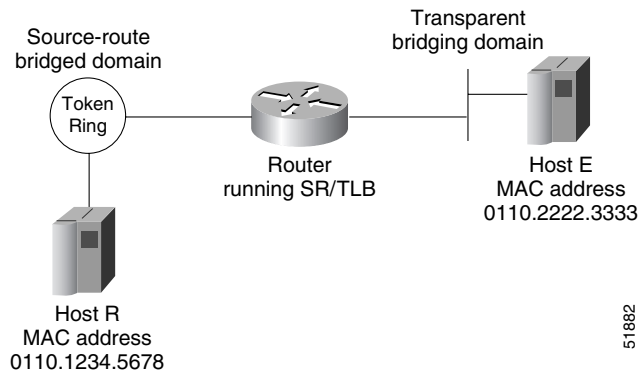 Source-route
bridged domain
Transparent
bridging domain
Token
Ring
Router
running SR/TLB
Host E
MAC address
0110.2222.3333
Host R
MAC address
0110.1234.5678
51882